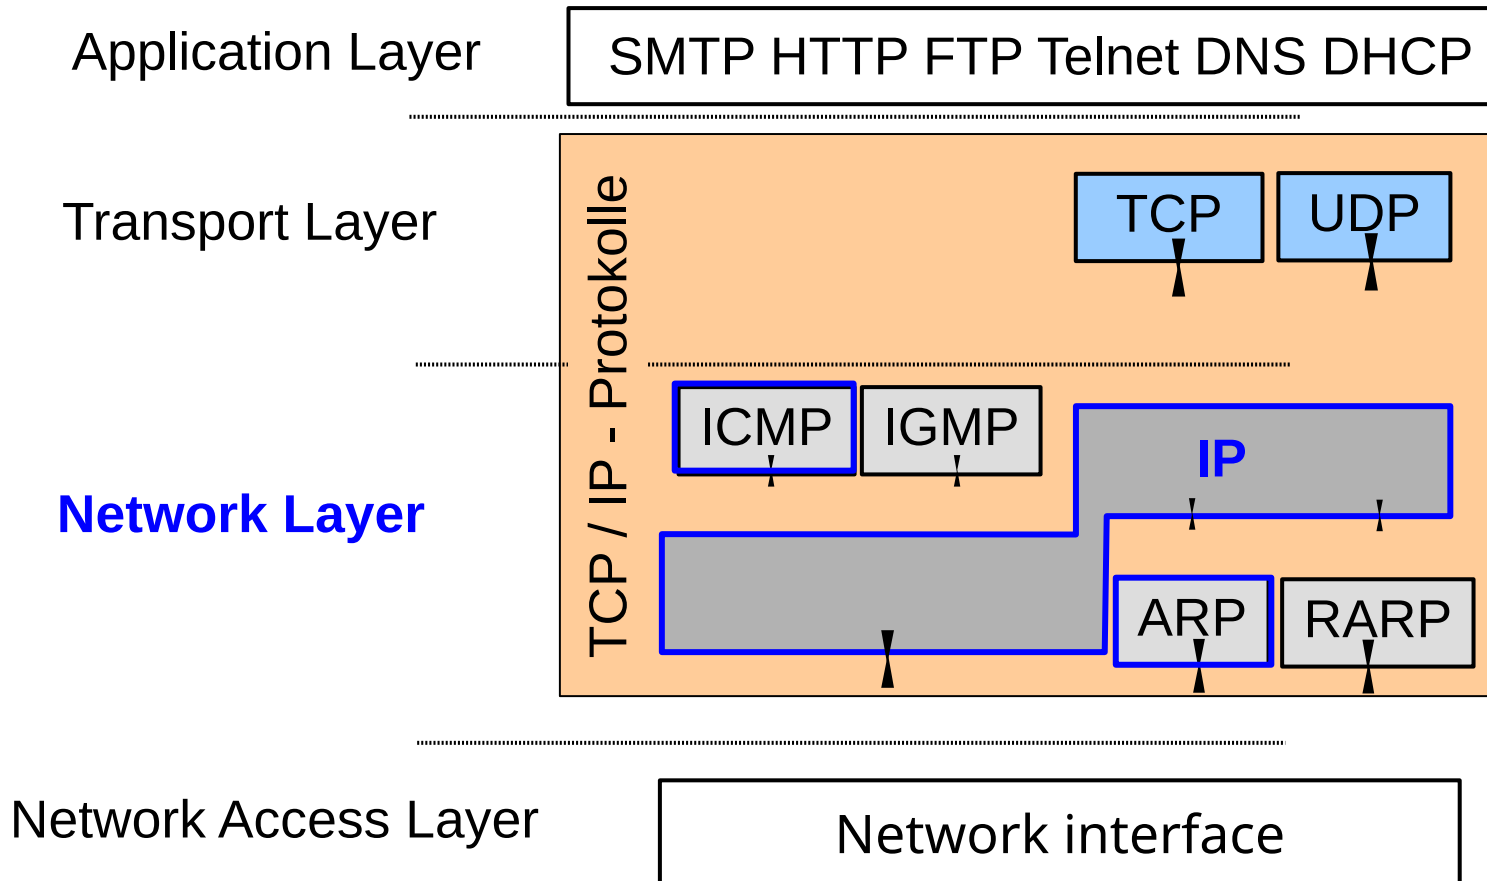 Application Layer
SMTP HTTP FTP Telnet DNS DHCP
TCP / IP - Protokolle
Transport Layer
TCP
UDP
ICMP
IGMP
IP
Network Layer
ARP
RARP
Network Access Layer
Network interface